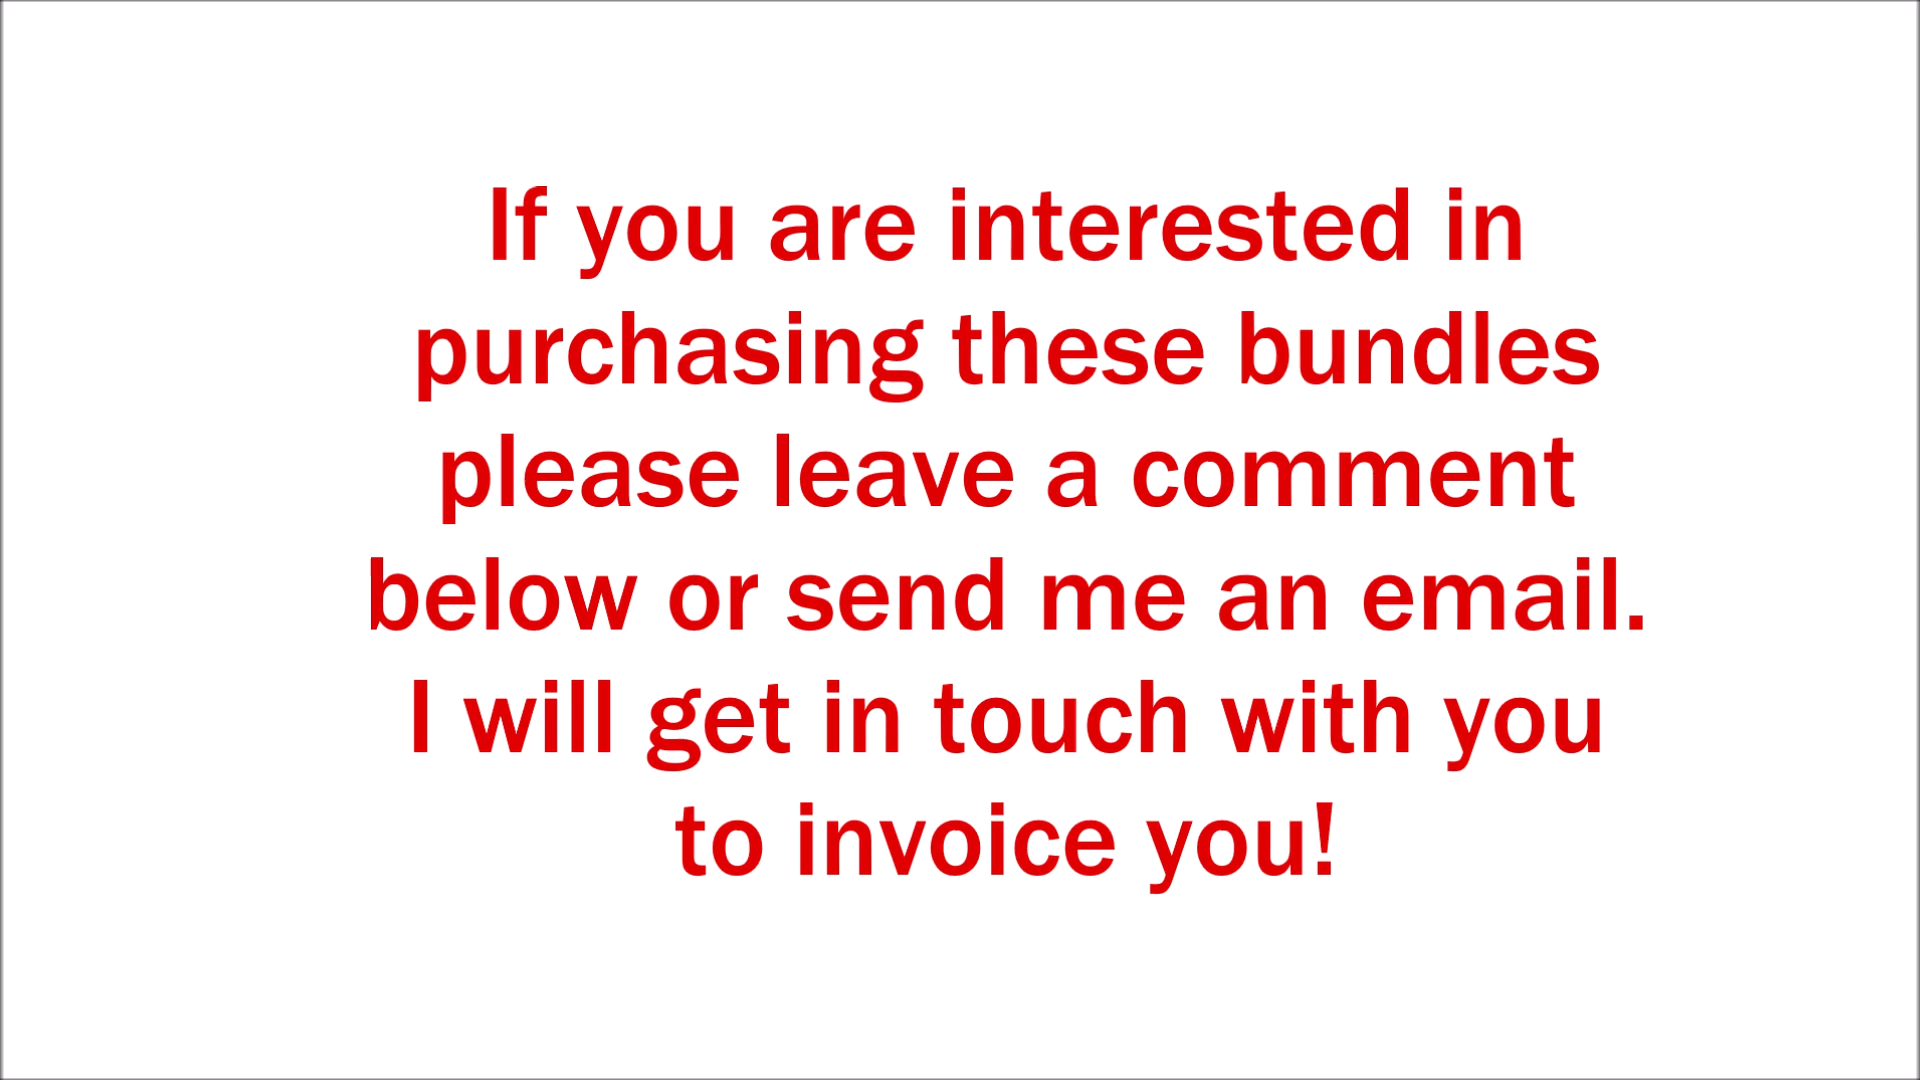 If you are interested in
purchasing these bundles
please leave a comment
below or send me an email.
I will get in touch with you
to invoice you!